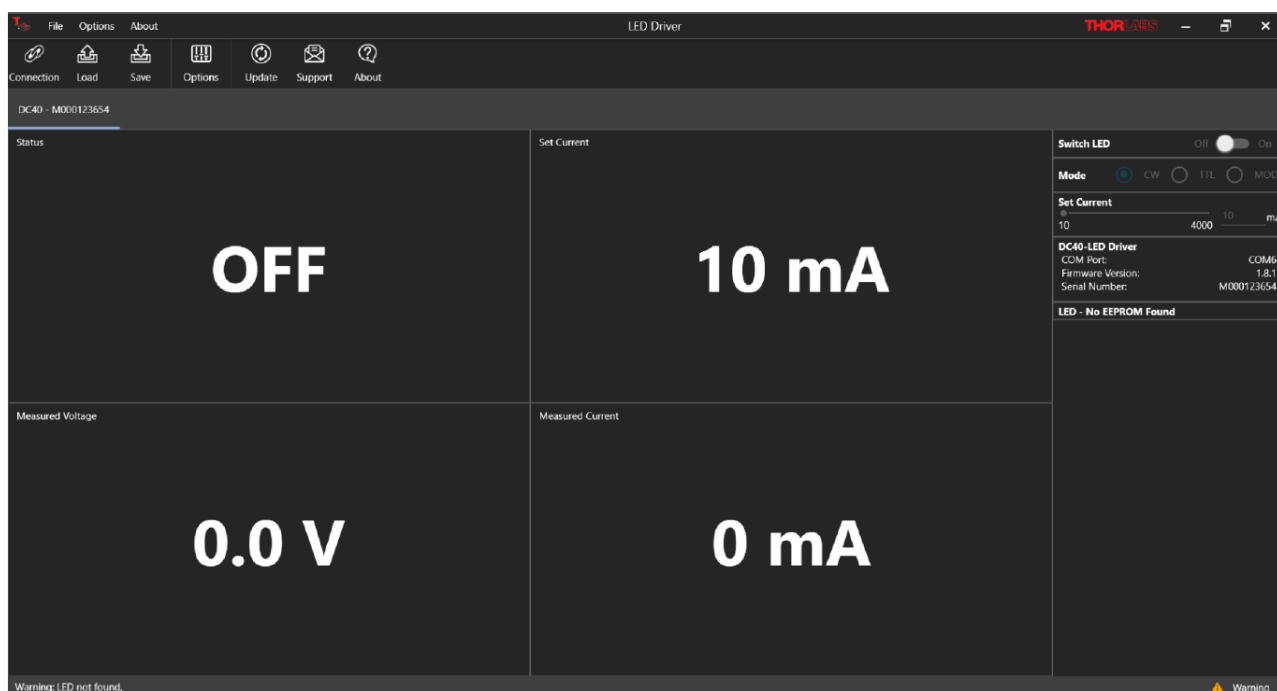 File Options About LED Driver THORLABS
Connection Load Save Options Update Support About
DC40 - M000123654
Status
OFF
Set Current
10 mA
Measured Voltage
0.0 V
Measured Current
0 mA
Switch LED Off On
Mode CW TTL MOD
Set Current
10 4000 10 mA
DC40-LED Driver
COM Port: COM6
Firmware Version: 1.8.1
Serial Number: M000123654
LED - No EEPROM Found
Warning: LED not found. Warning